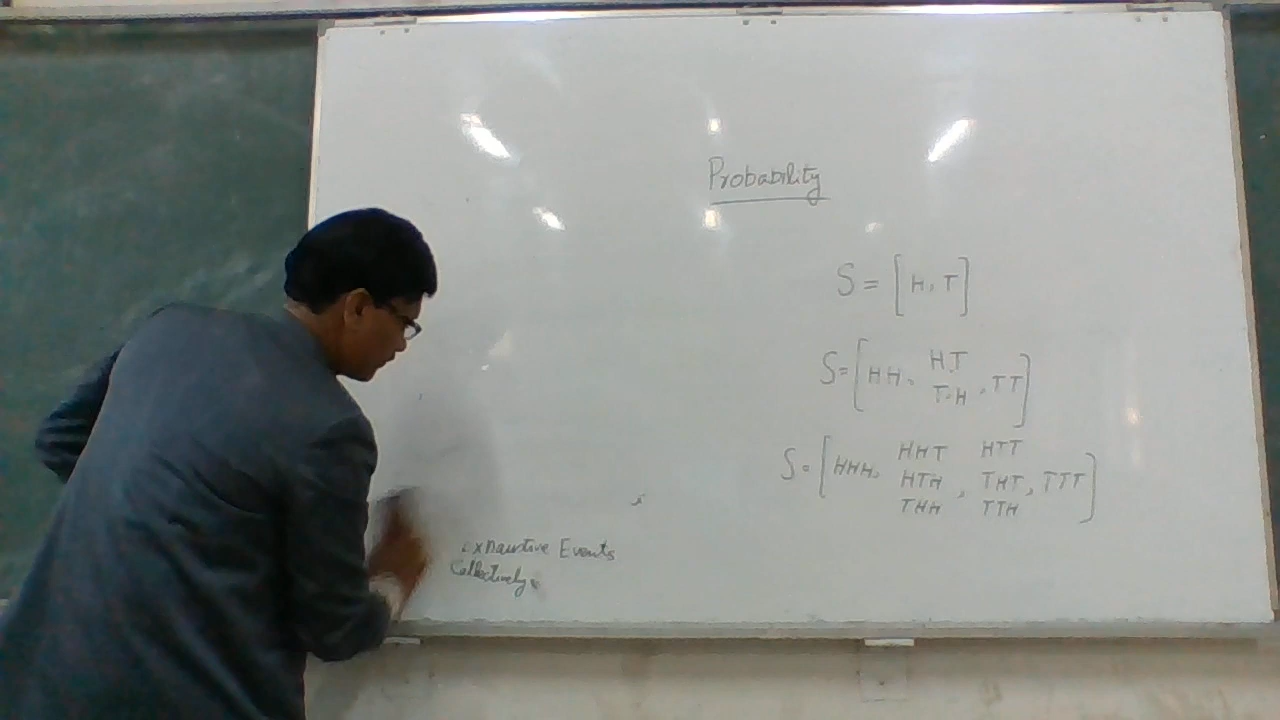 Probability
S = [H, T]
S = [HH, HT
TH, TT]
S = [HHH, HHT HTT
HTH, THT, TTT]
THH TTH
Exhaustive Events
Collectively